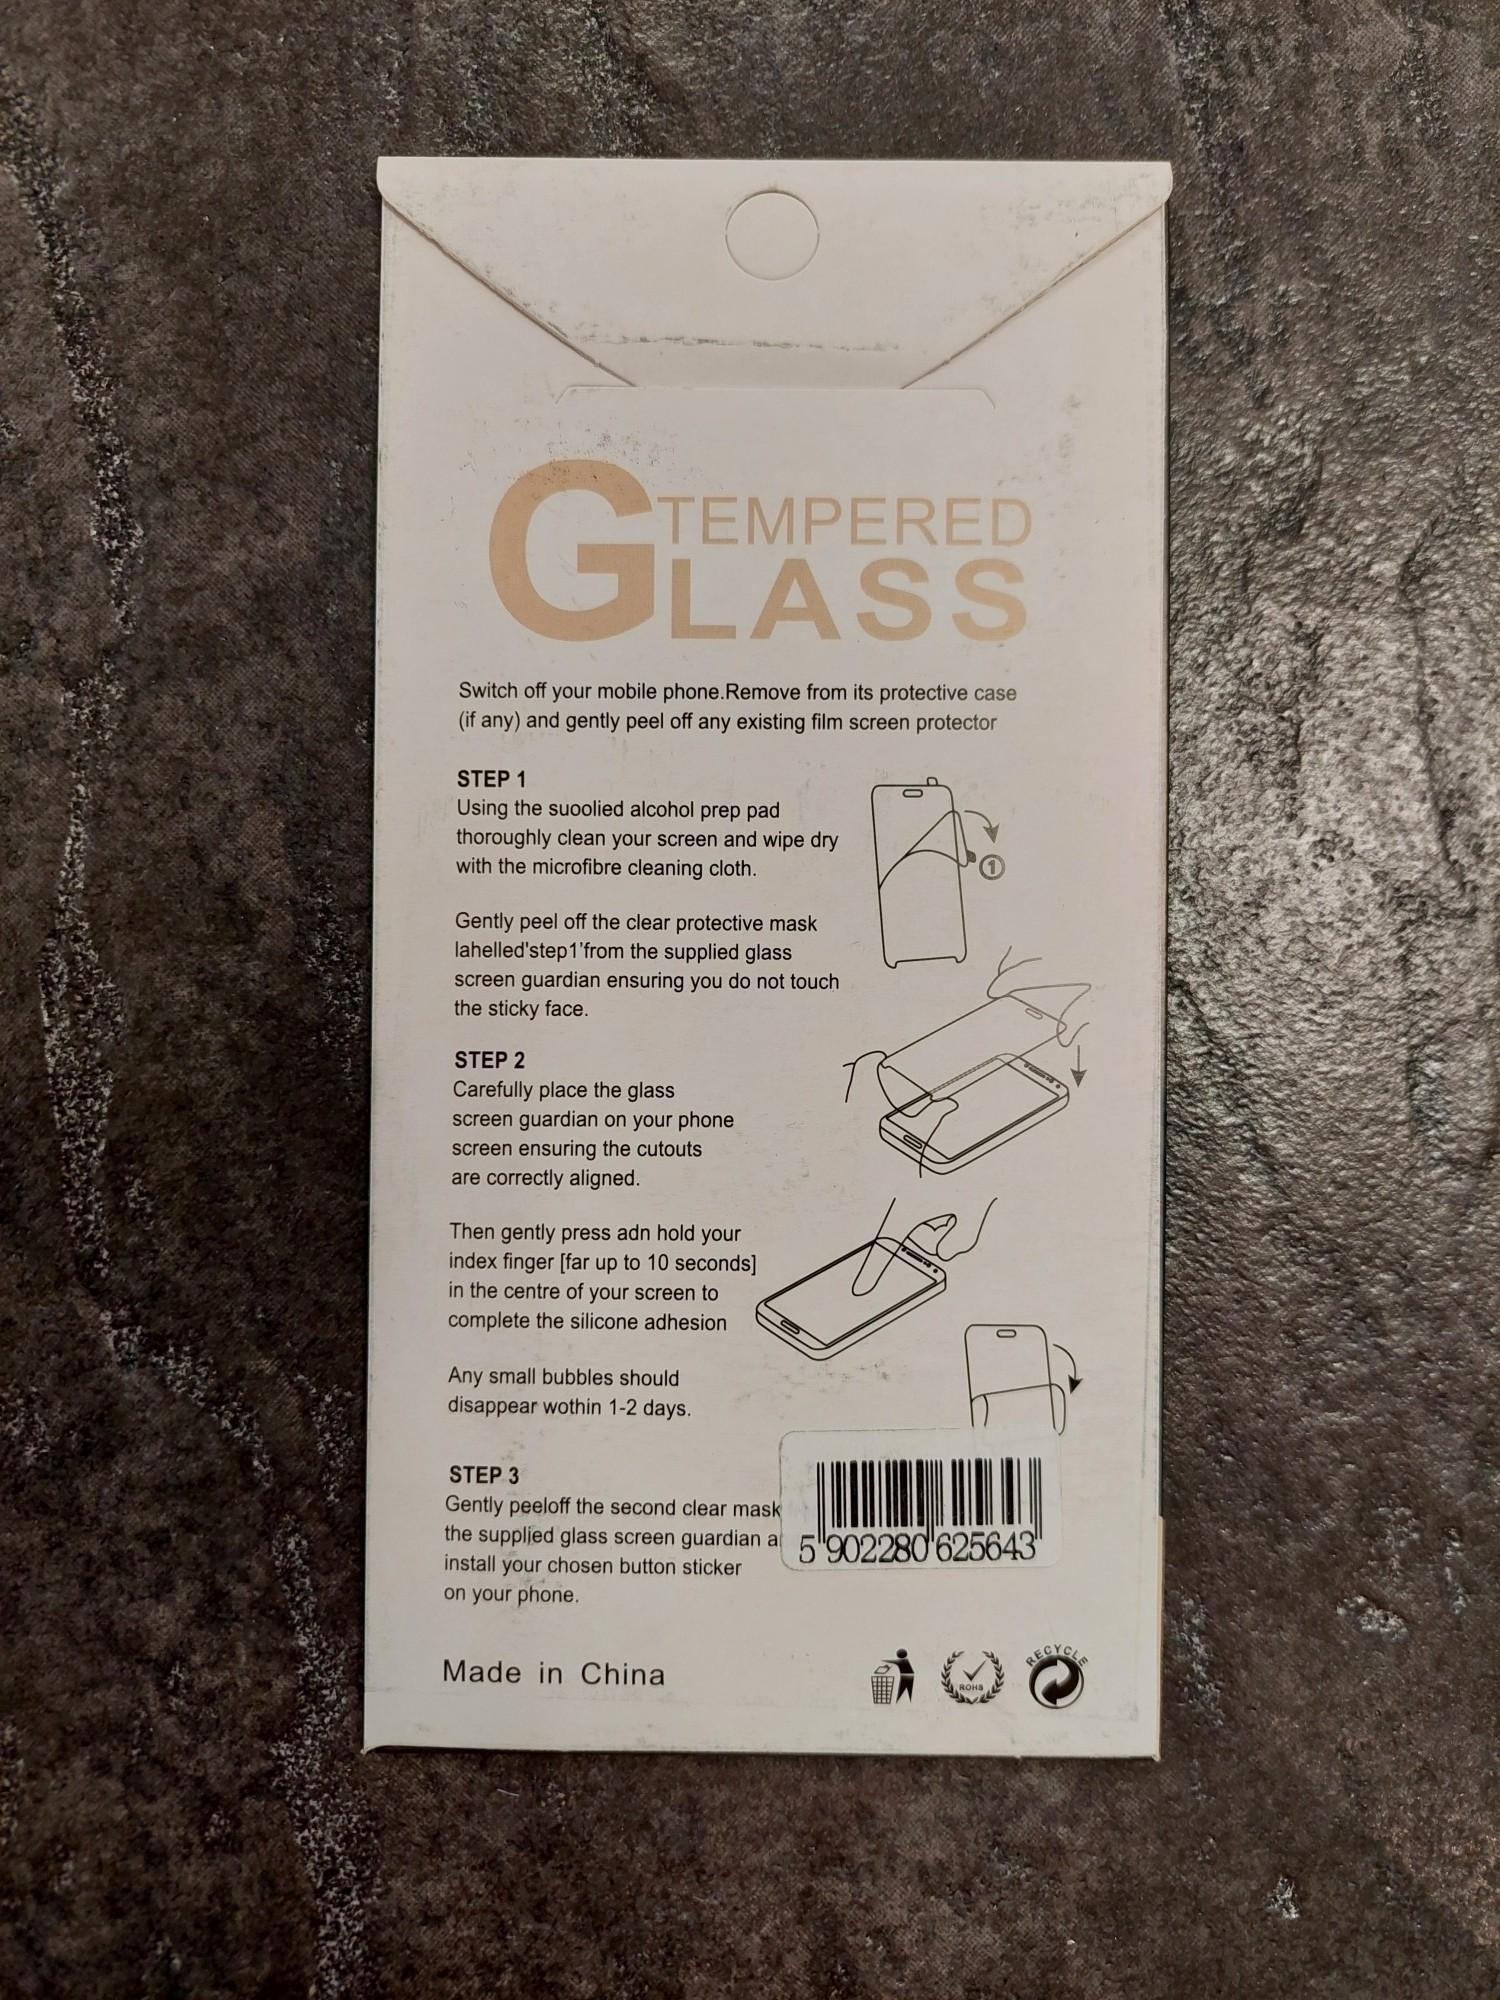 TEMPERED
GLASS
Switch off your mobile phone.Remove from its protective case
(if any) and gently peel off any existing film screen protector
STEP 1
Using the suoolied alcohol prep pad
thoroughly clean your screen and wipe dry
with the microfibre cleaning cloth.
1
Gently peel off the clear protective mask
lahelled'step1'from the supplied glass
screen guardian ensuring you do not touch
the sticky face.
STEP 2
Carefully place the glass
screen guardian on your phone
screen ensuring the cutouts
are correctly aligned.
Then gently press adn hold your
index finger [far up to 10 seconds]
in the centre of your screen to
complete the silicone adhesion
Any small bubbles should
disappear wothin 1-2 days.
STEP 3
Gently peeloff the second clear mask
the supplied glass screen guardian a
install your chosen button sticker
on your phone.
5 902280 625643
Made in China
ROHS
RECYCLE